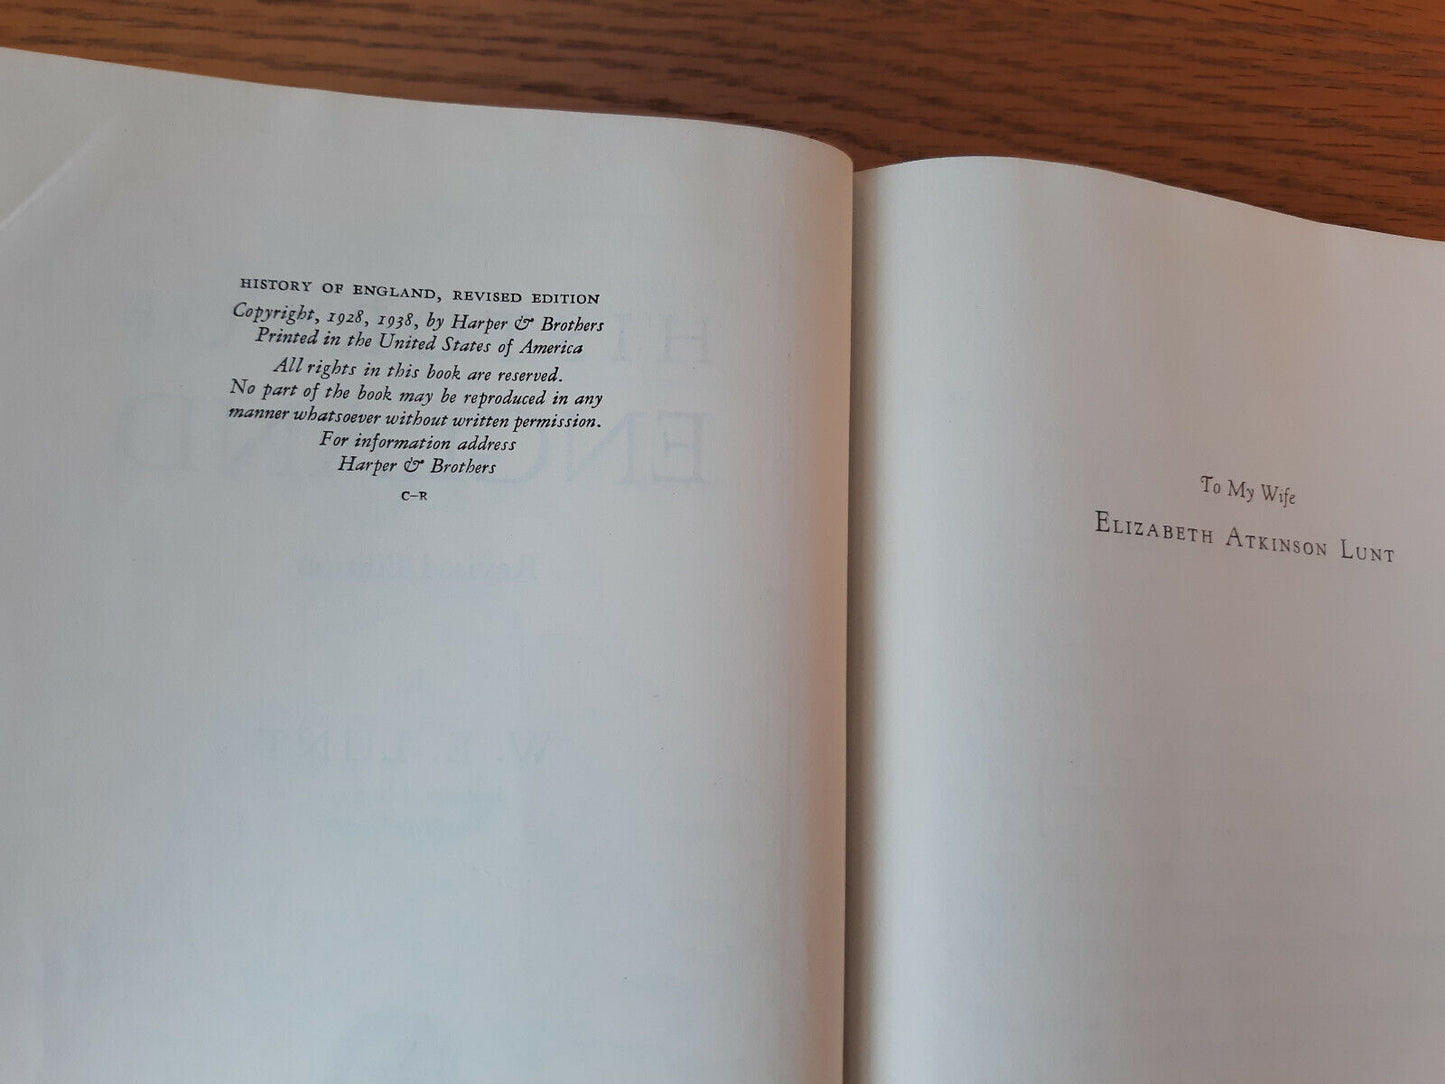 HISTORY OF ENGLAND, REVISED EDITION
Copyright, 1928, 1938, by Harper & Brothers
Printed in the United States of America
All rights in this book are reserved.
No part of the book may be reproduced in any
manner whatsoever without written permission.
For information address
Harper & Brothers
C-R
To My Wife
ELIZABETH ATKINSON LUNT